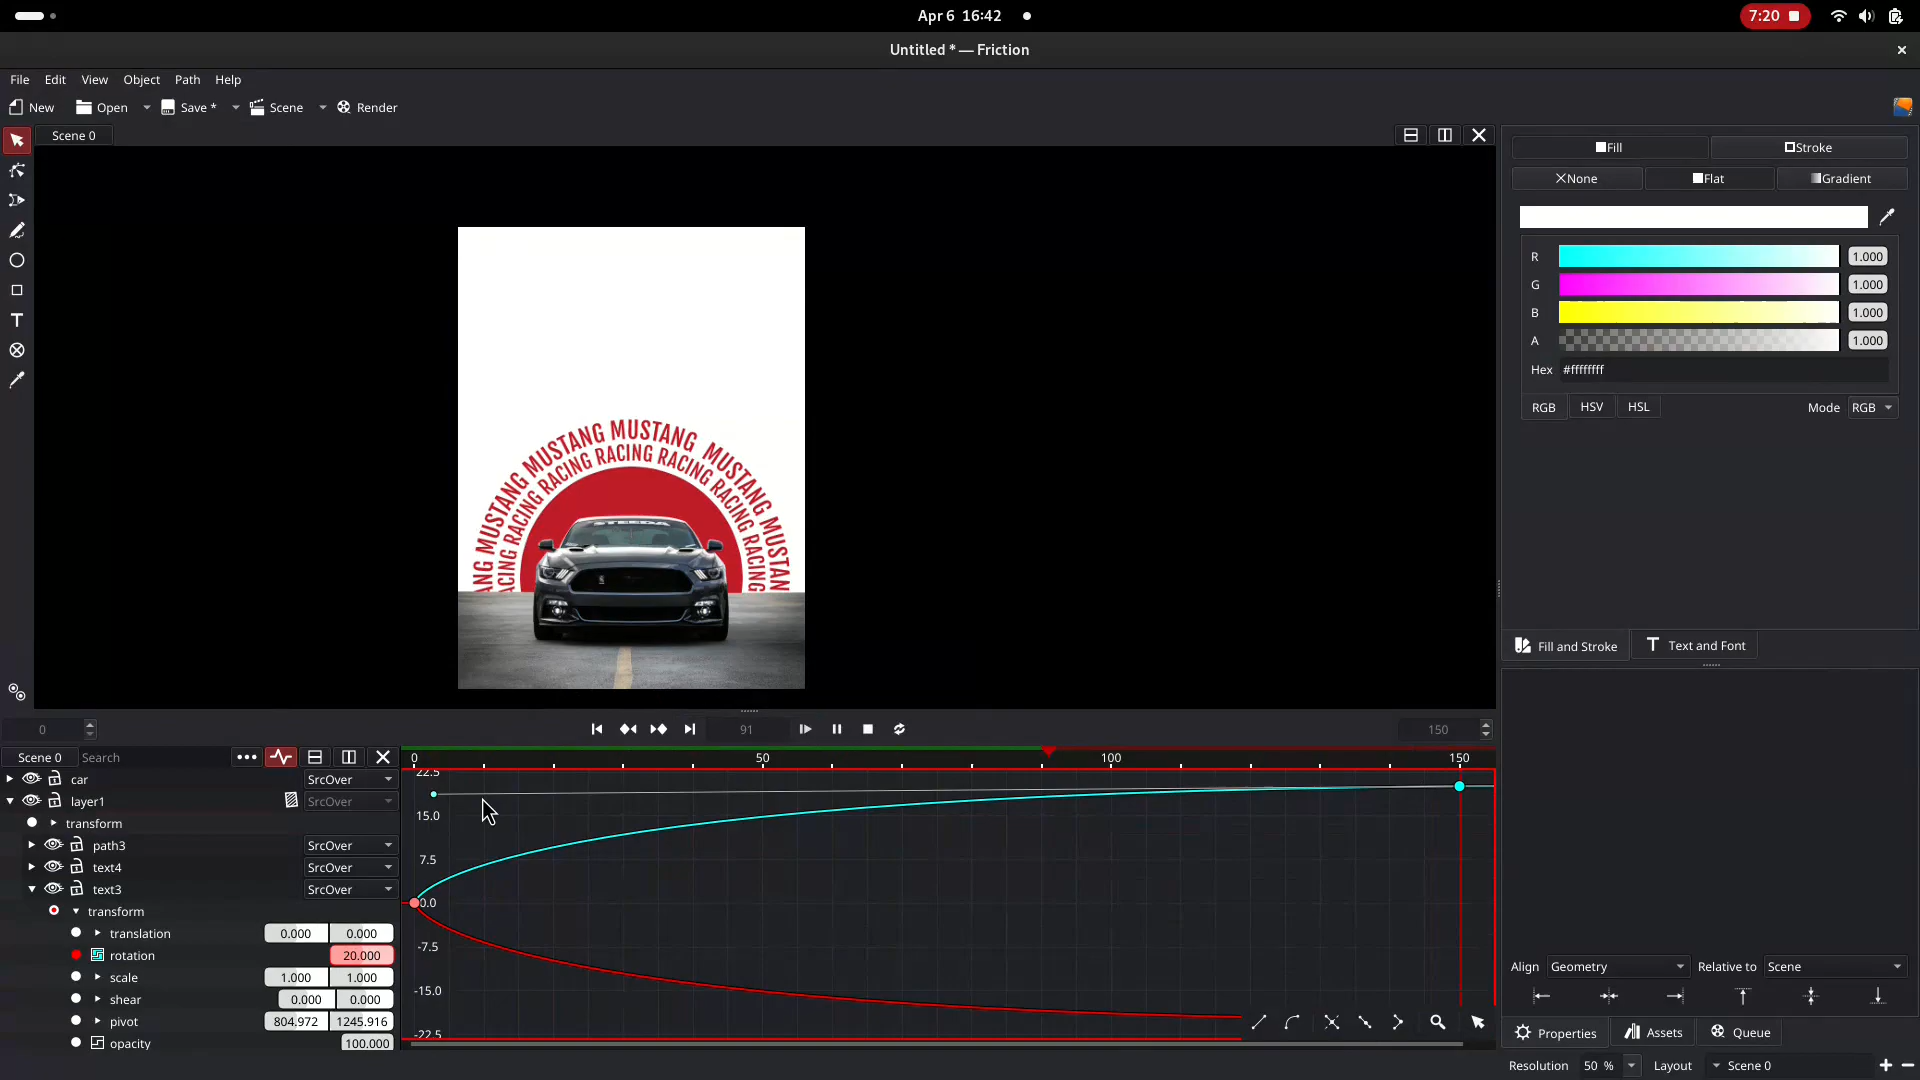 Apr 6 16:42
7:20
Untitled * — Friction
File Edit View Object Path Help
New Open Save * Scene Render
Scene 0
Fill Stroke
None Flat Gradient
R 1.000
G 1.000
B 1.000
A 1.000
Hex #ffffffff
RGB HSV HSL Mode RGB
ANG MUSTANG MUSTANG MUSTANG MUSTANG MUSTAN
ACING RACING RACING RACING RACING RACING RACING
STEEDA
Fill and Stroke Text and Font
0 91 150
Scene 0 Search 0 50 100 150
car SrcOver
layer1 SrcOver
transform
path3 SrcOver
text4 SrcOver
text3 SrcOver
transform
translation 0.000 0.000
rotation 20.000
scale 1.000 1.000
shear 0.000 0.000
pivot 804.972 1245.916
opacity 100.000
22.5
15.0
7.5
0.0
-7.5
-15.0
-22.5
Align Geometry Relative to Scene
Properties Assets Queue
Resolution 50 % Layout Scene 0